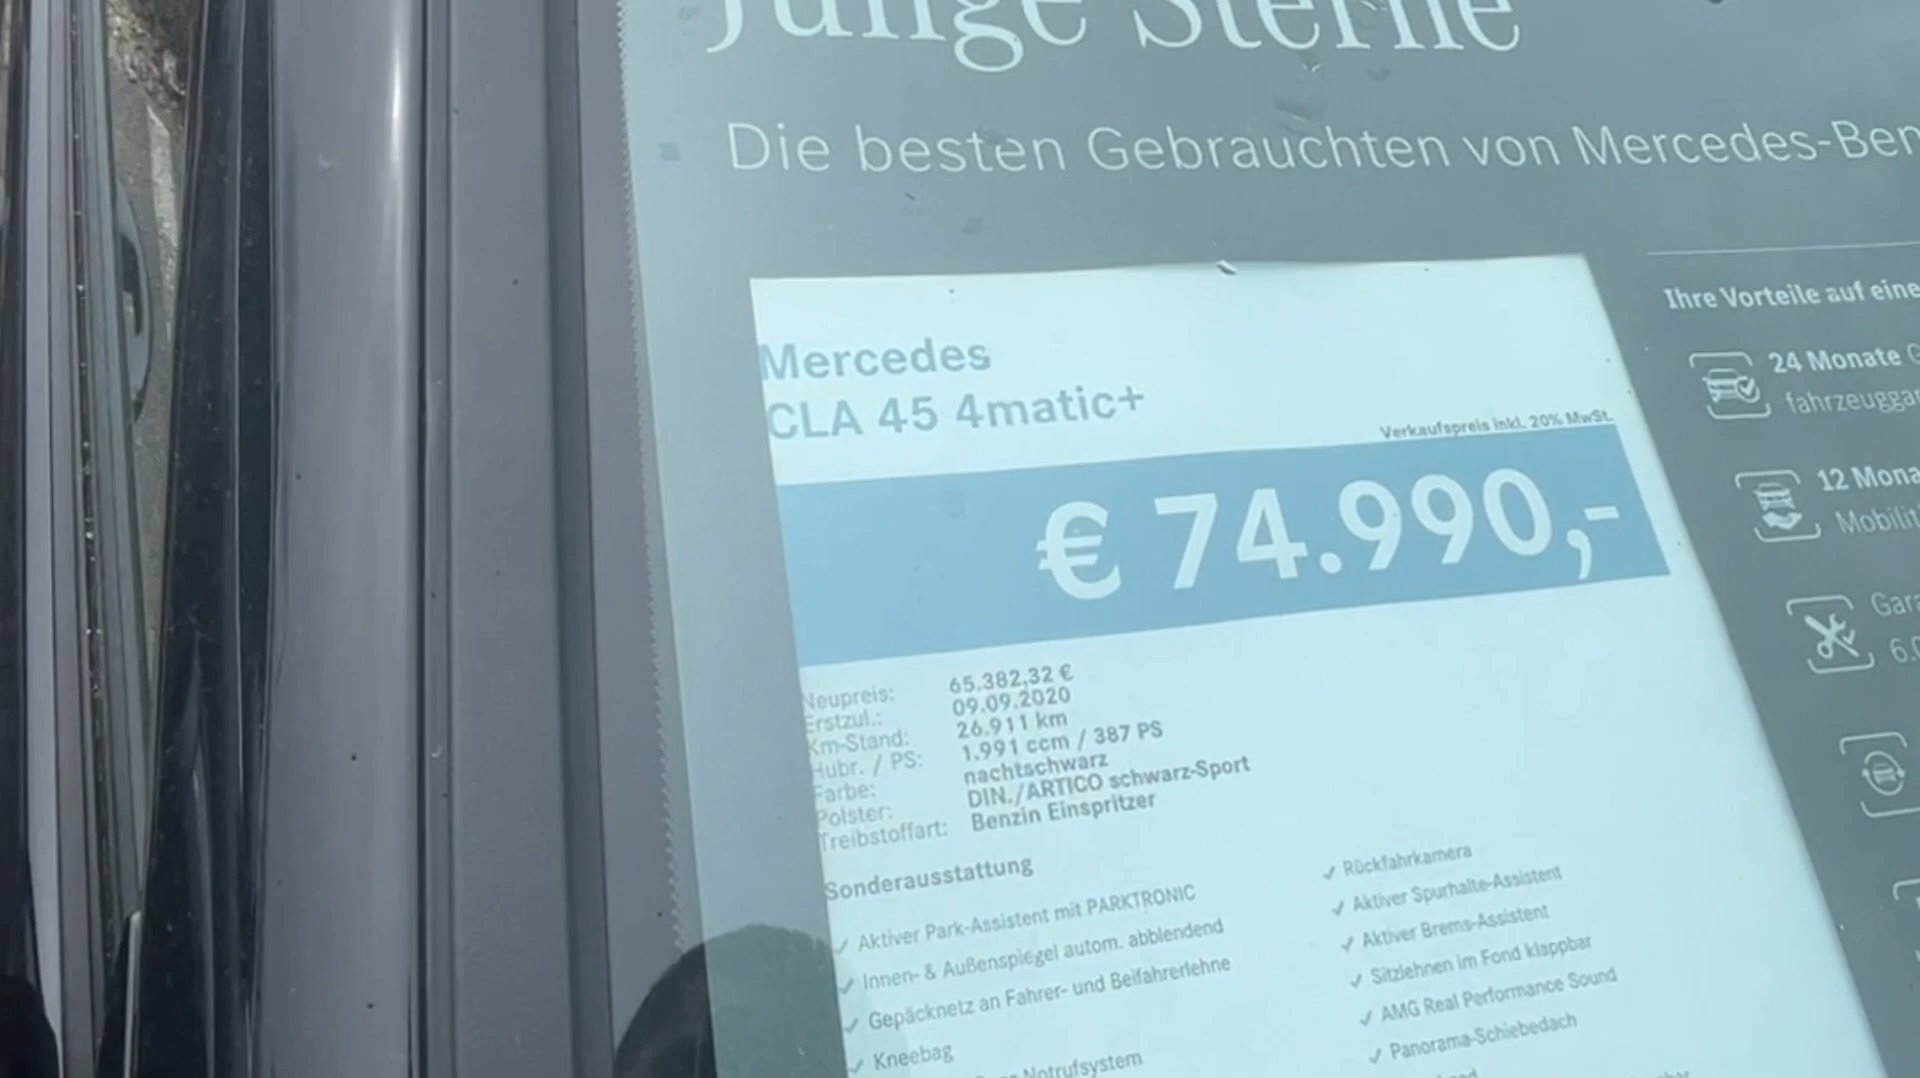 Junge Sterne
Die besten Gebrauchten von Mercedes-Ben
Mercedes
CLA 45 4matic+
Verkaufspreis inkl. 20% MwSt.
€ 74.990,-
Neupreis: 65.382,32 €
Erstzul.: 09.09.2020
Km-Stand: 26.911 km
Hubr. / PS: 1.991 ccm / 387 PS
Farbe: nachtschwarz
Polster: DIN./ARTICO schwarz-Sport
Treibstoffart: Benzin Einspritzer
Sonderausstattung
✓ Aktiver Park-Assistent mit PARKTRONIC
✓ Innen- & Außenspiegel autom. abblendend
✓ Gepäcknetz an Fahrer- und Beifahrerlehne
✓ Kneebag
Notrufsystem
✓ Rückfahrkamera
✓ Aktiver Spurhalte-Assistent
✓ Aktiver Brems-Assistent
✓ Sitzlehnen im Fond klappbar
✓ AMG Real Performance Sound
✓ Panorama-Schiebedach
Ihre Vorteile auf eine
24 Monate G
fahrzeuggar
12 Mona
Mobilit
Gara
6.0